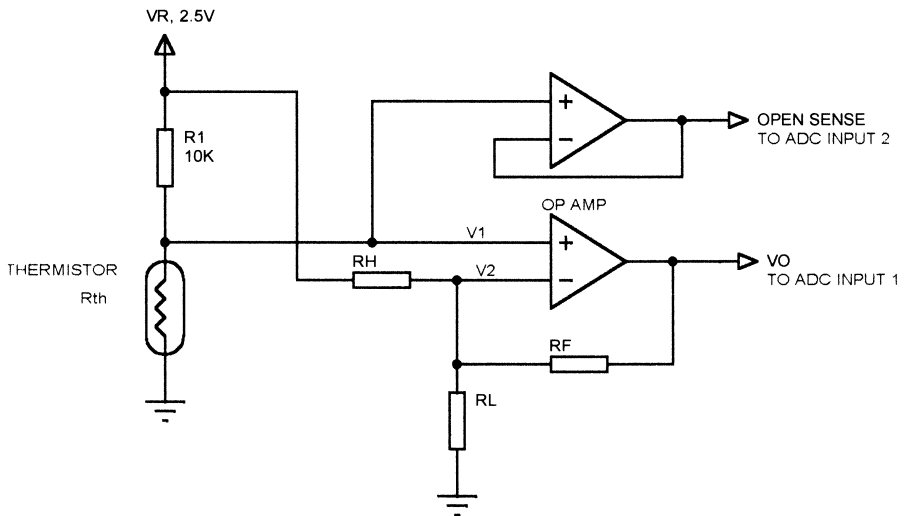 VR, 2.5V
R1
10K
+
−
OPEN SENSE
TO ADC INPUT 2
OP AMP
V1
+
THERMISTOR
Rth
RH
V2
−
VO
TO ADC INPUT 1
RF
RL